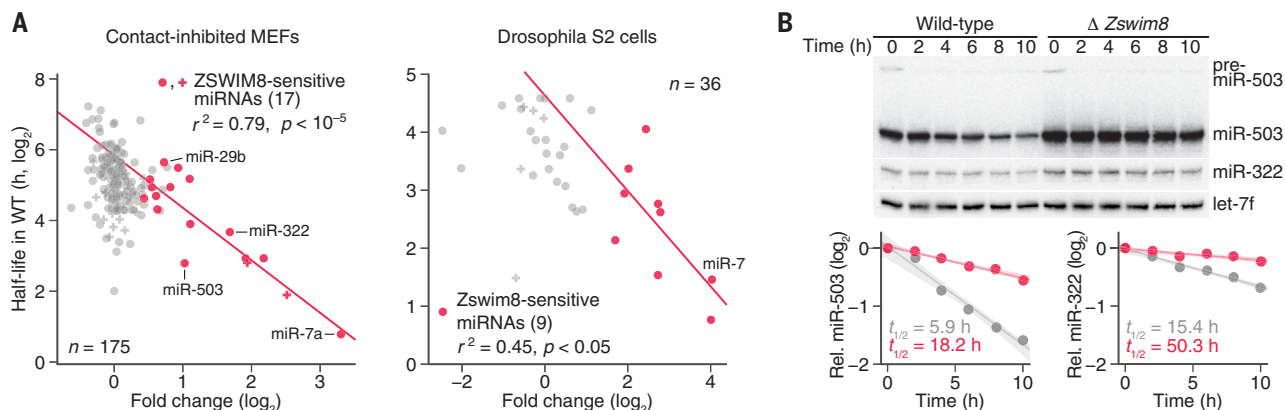 A
Contact-inhibited MEFs
Half-life in WT (h, log2)
8
6
4
2
0
, + ZSWIM8-sensitive
miRNAs (17)
r2 = 0.79, p < 10−5
miR-29b
miR-322
miR-503
miR-7a
n = 175
0 1 2 3
Fold change (log2)
Drosophila S2 cells
5
4
3
2
1
0
n = 36
miR-7
Zswim8-sensitive
miRNAs (9)
r2 = 0.45, p < 0.05
−2 0 2 4
Fold change (log2)
B
Wild-type Δ Zswim8
Time (h) 0 2 4 6 8 10 0 2 4 6 8 10
pre-
miR-503
miR-503
miR-322
let-7f
Rel. miR-503 (log2)
0
-1
−2
t1/2 = 5.9 h
t1/2 = 18.2 h
0 5 10
Time (h)
Rel. miR-322 (log2)
0
-1
−2
t1/2 = 15.4 h
t1/2 = 50.3 h
0 5 10
Time (h)